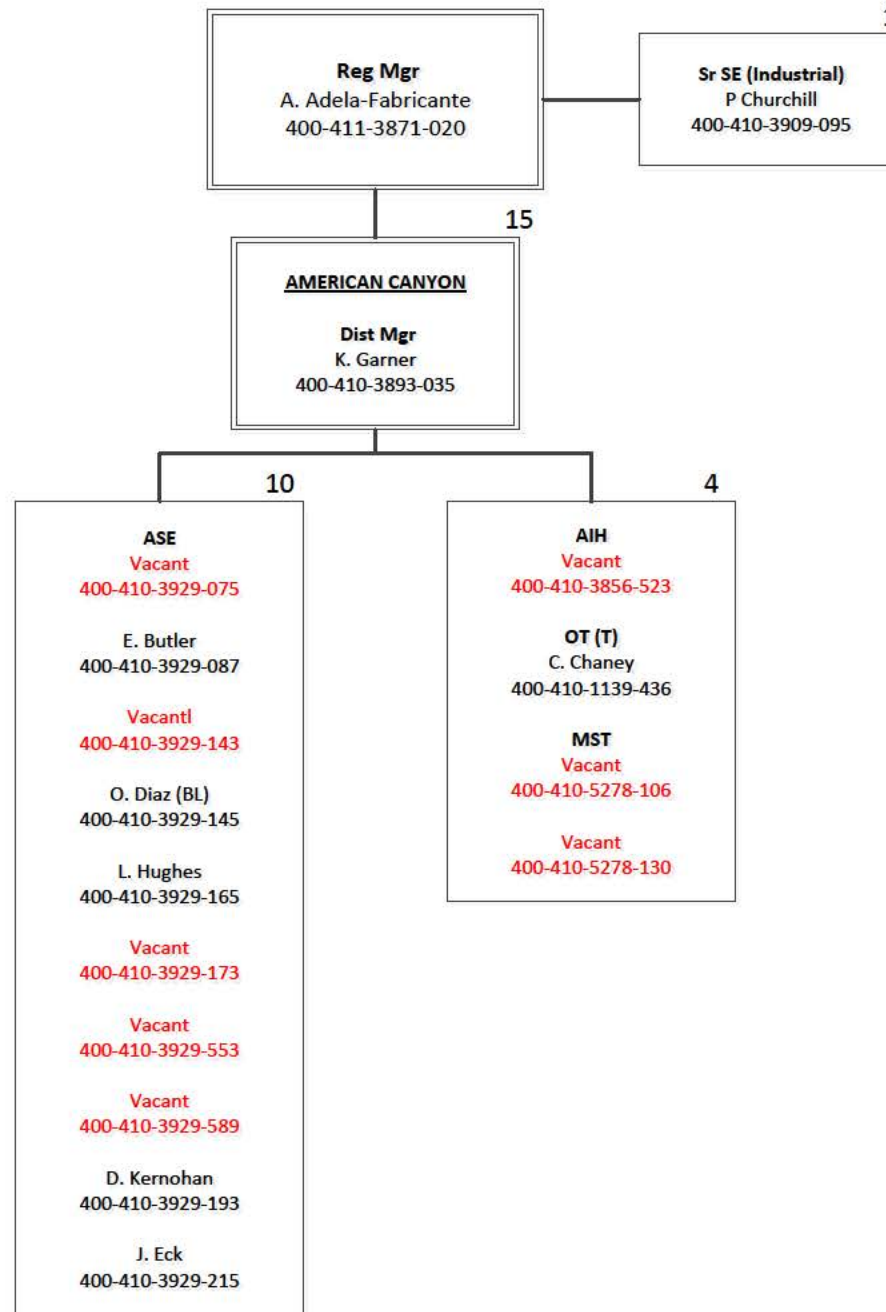 Reg Mgr
A. Adela-Fabricante
400-411-3871-020
Sr SE (Industrial)
P Churchill
400-410-3909-095
15
AMERICAN CANYON
Dist Mgr
K. Garner
400-410-3893-035
10
ASE
Vacant
400-410-3929-075
E. Butler
400-410-3929-087
Vacantl
400-410-3929-143
O. Diaz (BL)
400-410-3929-145
L. Hughes
400-410-3929-165
Vacant
400-410-3929-173
Vacant
400-410-3929-553
Vacant
400-410-3929-589
D. Kernohan
400-410-3929-193
J. Eck
400-410-3929-215
4
AIH
Vacant
400-410-3856-523
OT (T)
C. Chaney
400-410-1139-436
MST
Vacant
400-410-5278-106
Vacant
400-410-5278-130